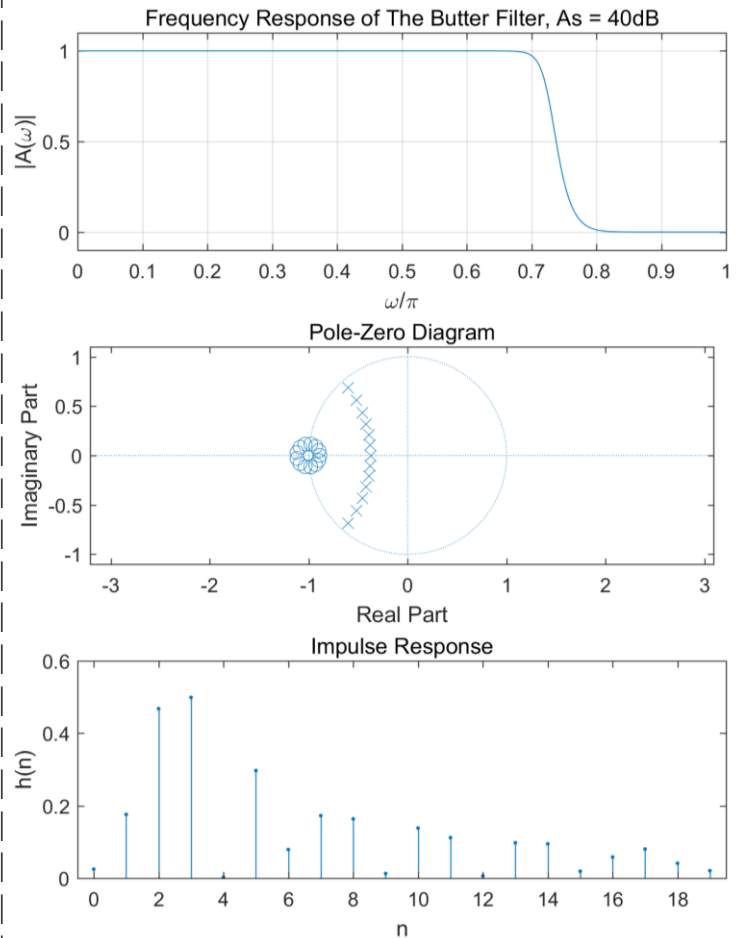 Frequency Response of The Butter Filter, As = 40dB
1
0.5
0
|A(ω)|
0 0.1 0.2 0.3 0.4 0.5 0.6 0.7 0.8 0.9 1
ω/π
Pole-Zero Diagram
1
0.5
0
-0.5
-1
Imaginary Part
-3 -2 -1 0 1 2 3
Real Part
Impulse Response
0.6
0.4
0.2
0
h(n)
0 2 4 6 8 10 12 14 16 18
n